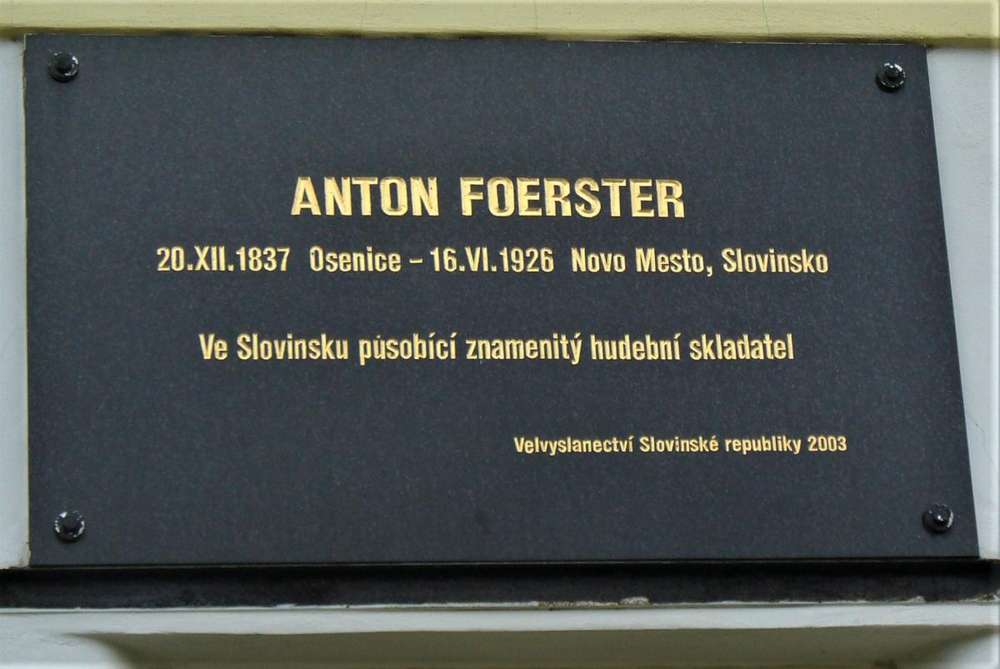 ANTON FOERSTER
20.XII.1837 Osenice – 16.VI.1926 Novo Mesto, Slovinsko
Ve Slovinsku působící znamenitý hudební skladatel
Velvyslanectví Slovinské republiky 2003